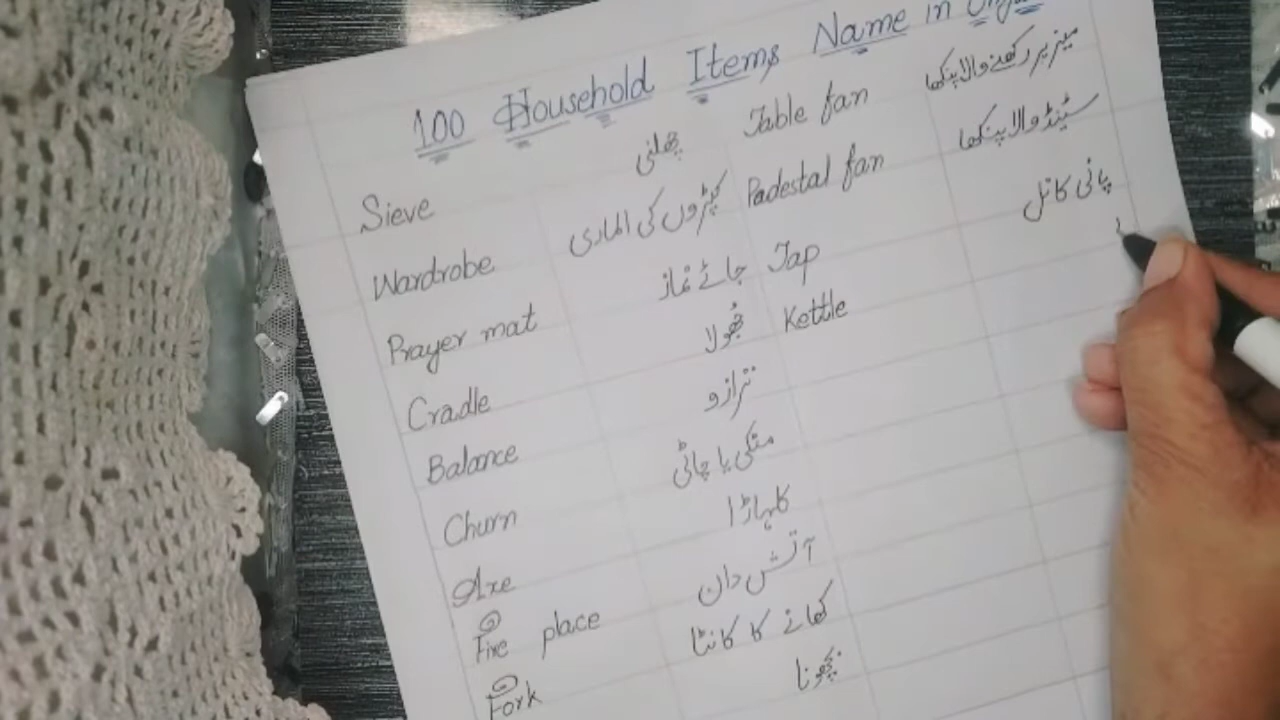 100 Household Items Name in
Sieve چھلنی Table fan میز پر رکھنے والا پنکھا
Wardrobe کپڑوں کی الماری Padestal fan سٹینڈ والا پنکھا
Prayer mat جائے نماز Tap پانی کا نل
Cradle جُھولا Kettle
Balance ترازو
Churn مٹکی یا چاٹی
Axe کلہاڑا
Fire place آتش دان
Fork کھانے کا کانٹا
بچھونا